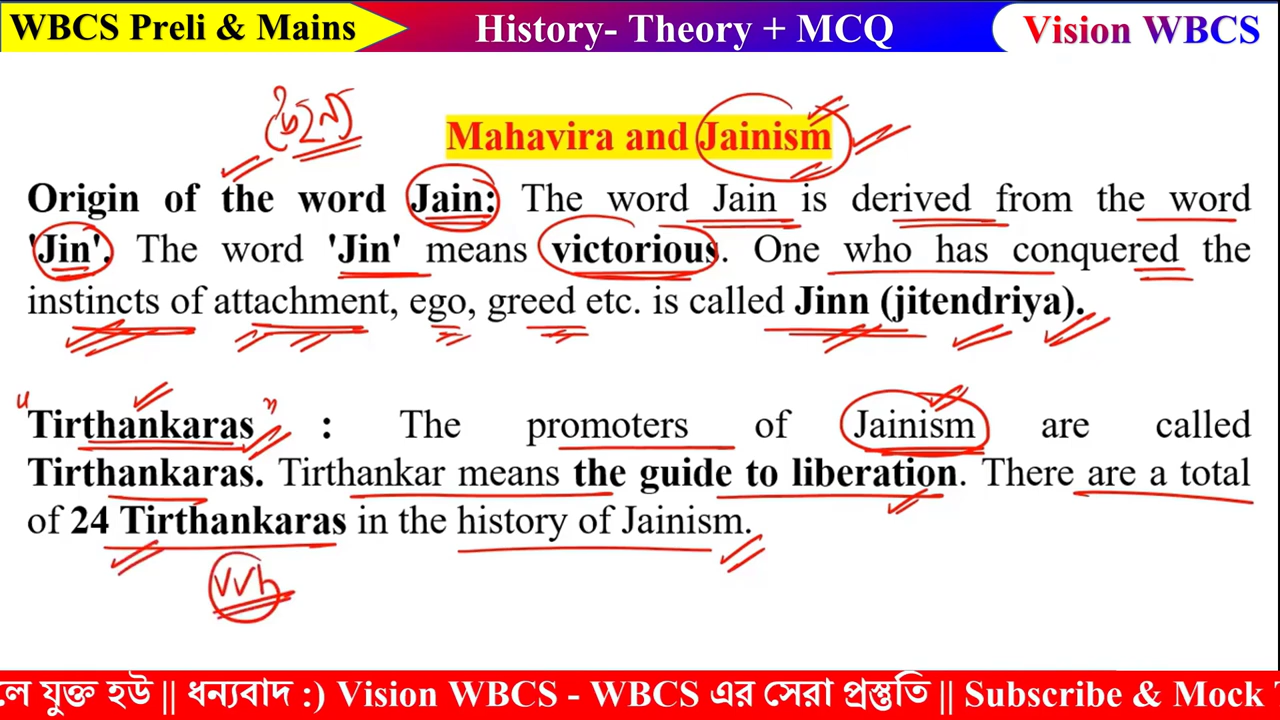 WBCS Preli & Mains
History- Theory + MCQ
Vision WBCS
জৈন
Mahavira and Jainism
Origin of the word Jain: The word Jain is derived from the word
'Jin'. The word 'Jin' means victorious. One who has conquered the
instincts of attachment, ego, greed etc. is called Jinn (jitendriya).
"Tirthankaras" : The promoters of Jainism are called
Tirthankaras. Tirthankar means the guide to liberation. There are a total
of 24 Tirthankaras in the history of Jainism.
লে যুক্ত হউ || ধন্যবাদ :) Vision WBCS - WBCS এর সেরা প্রস্তুতি || Subscribe & Mock